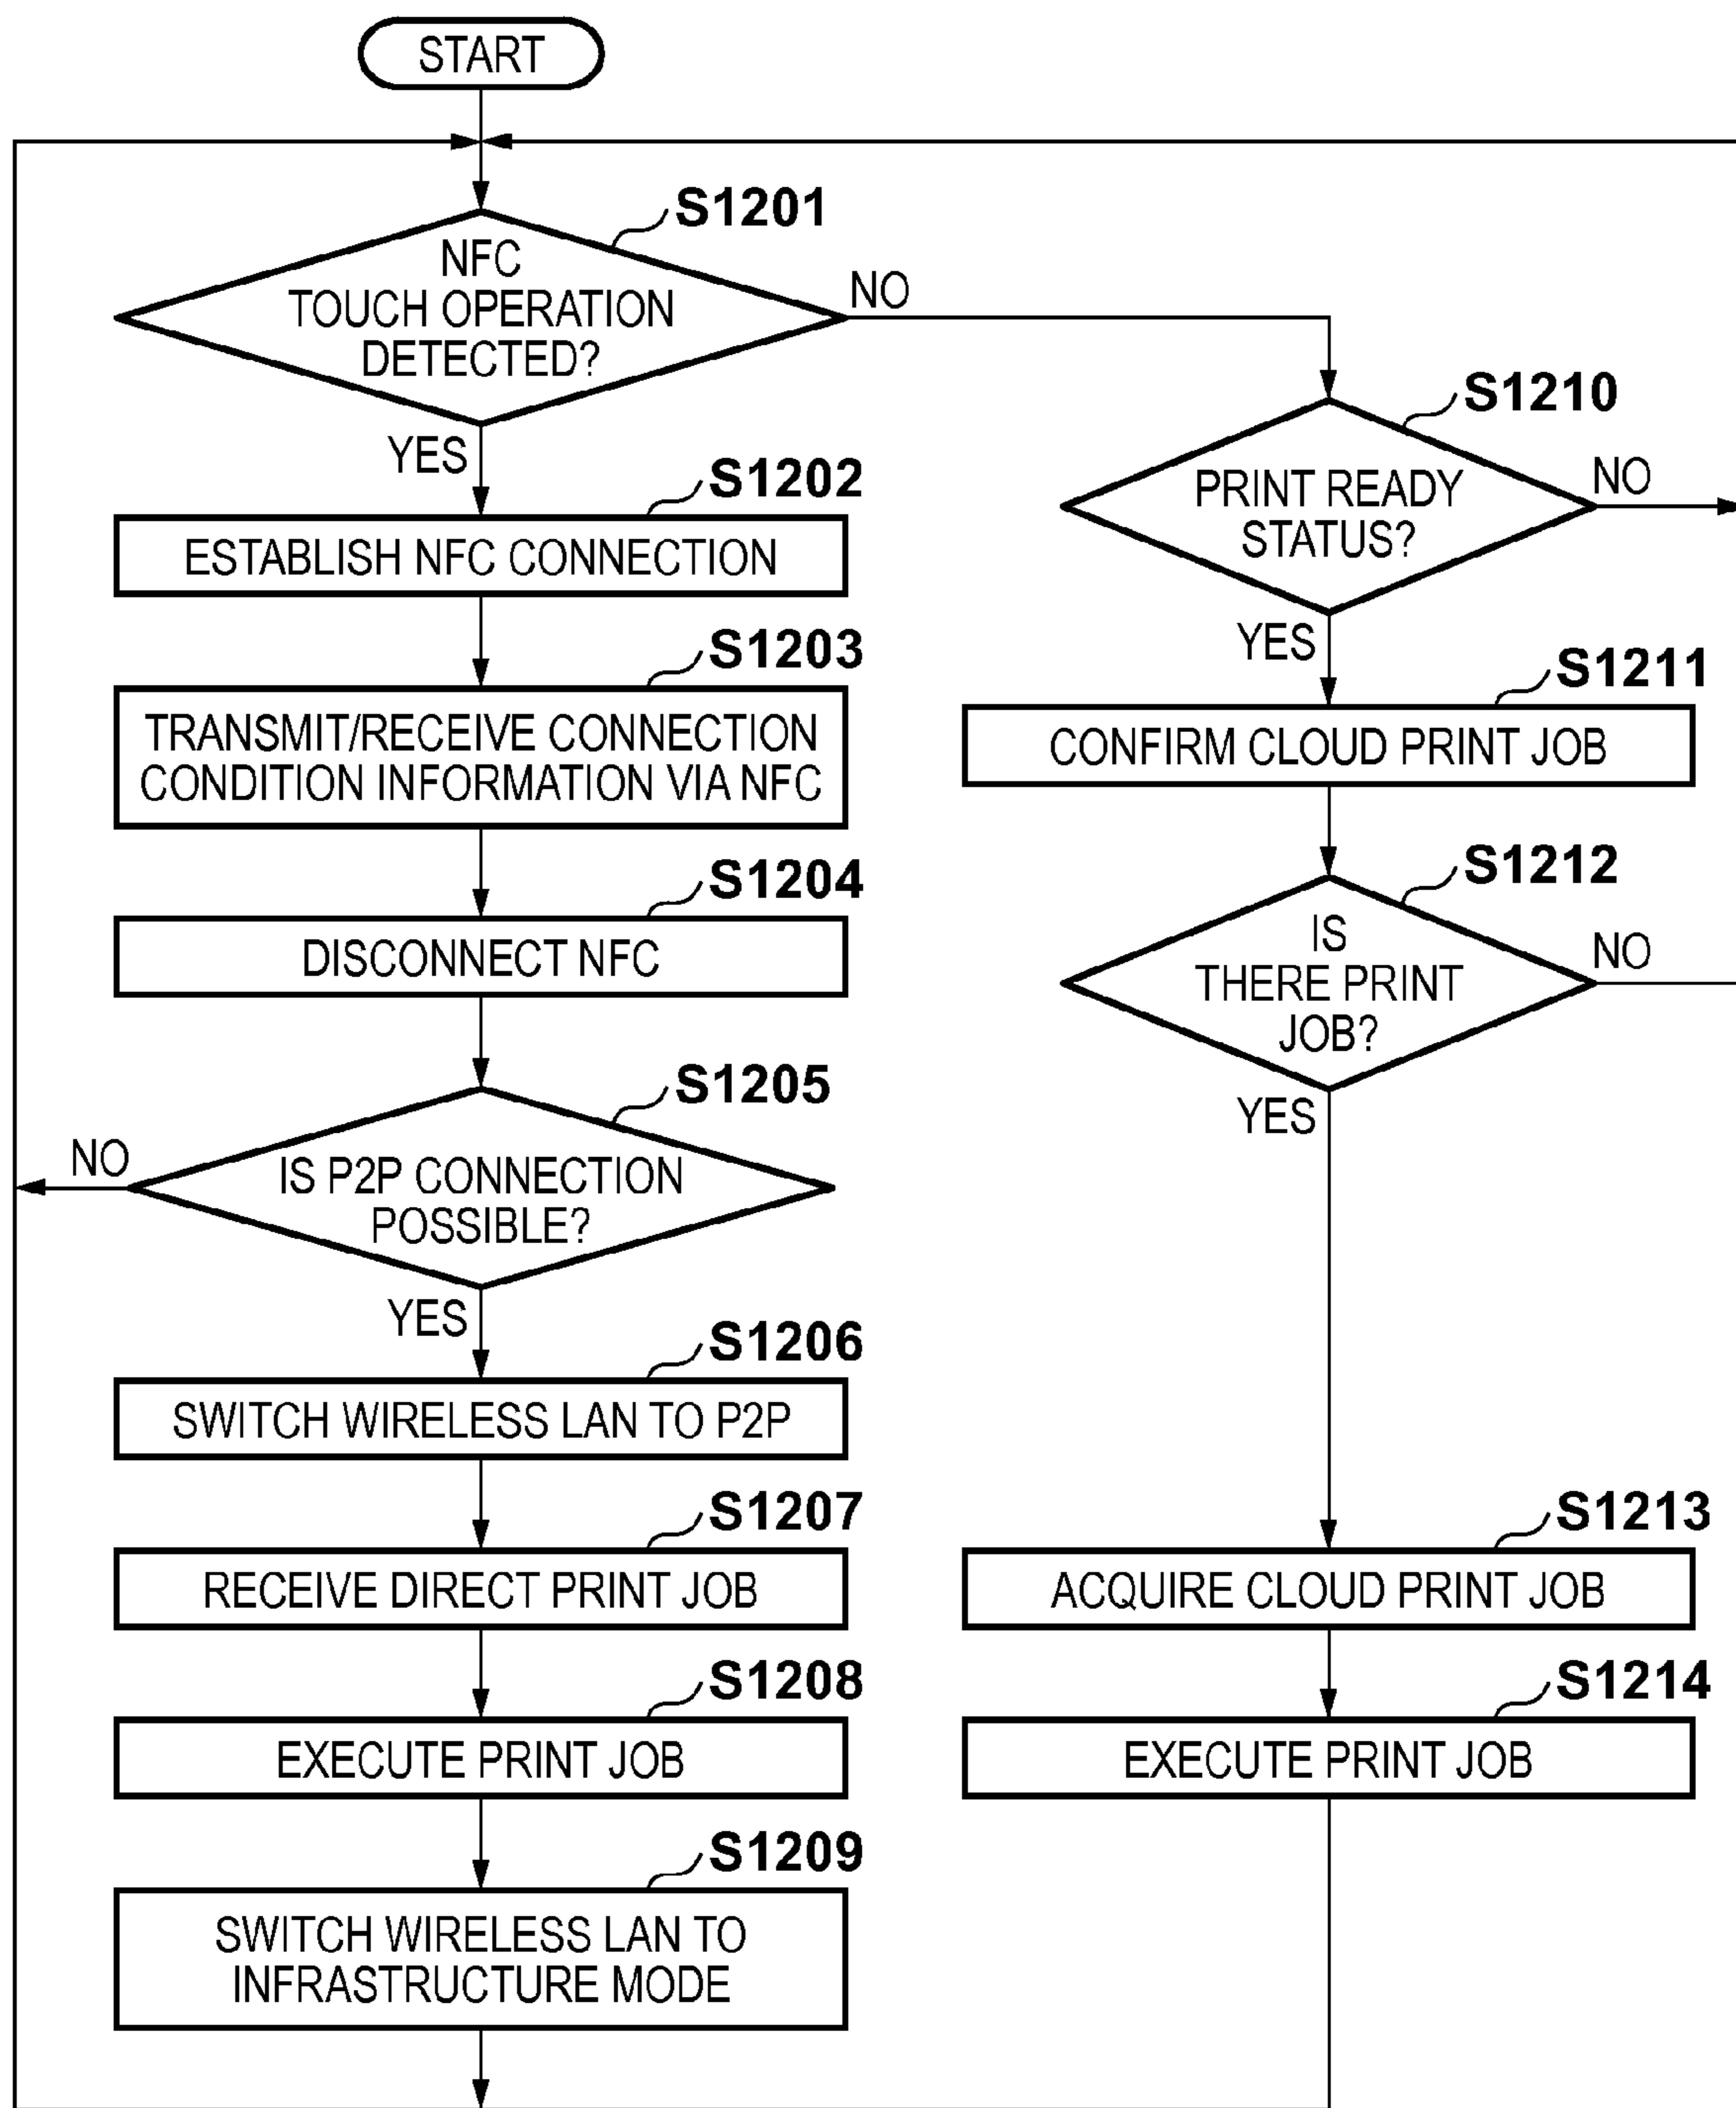 START
S1201
NFC
TOUCH OPERATION
DETECTED?
NO
YES
S1202
ESTABLISH NFC CONNECTION
S1203
TRANSMIT/RECEIVE CONNECTION
CONDITION INFORMATION VIA NFC
S1204
DISCONNECT NFC
S1205
IS P2P CONNECTION
POSSIBLE?
NO
YES
S1206
SWITCH WIRELESS LAN TO P2P
S1207
RECEIVE DIRECT PRINT JOB
S1208
EXECUTE PRINT JOB
S1209
SWITCH WIRELESS LAN TO
INFRASTRUCTURE MODE
S1210
PRINT READY
STATUS?
NO
YES
S1211
CONFIRM CLOUD PRINT JOB
S1212
IS
THERE PRINT
JOB?
NO
YES
S1213
ACQUIRE CLOUD PRINT JOB
S1214
EXECUTE PRINT JOB